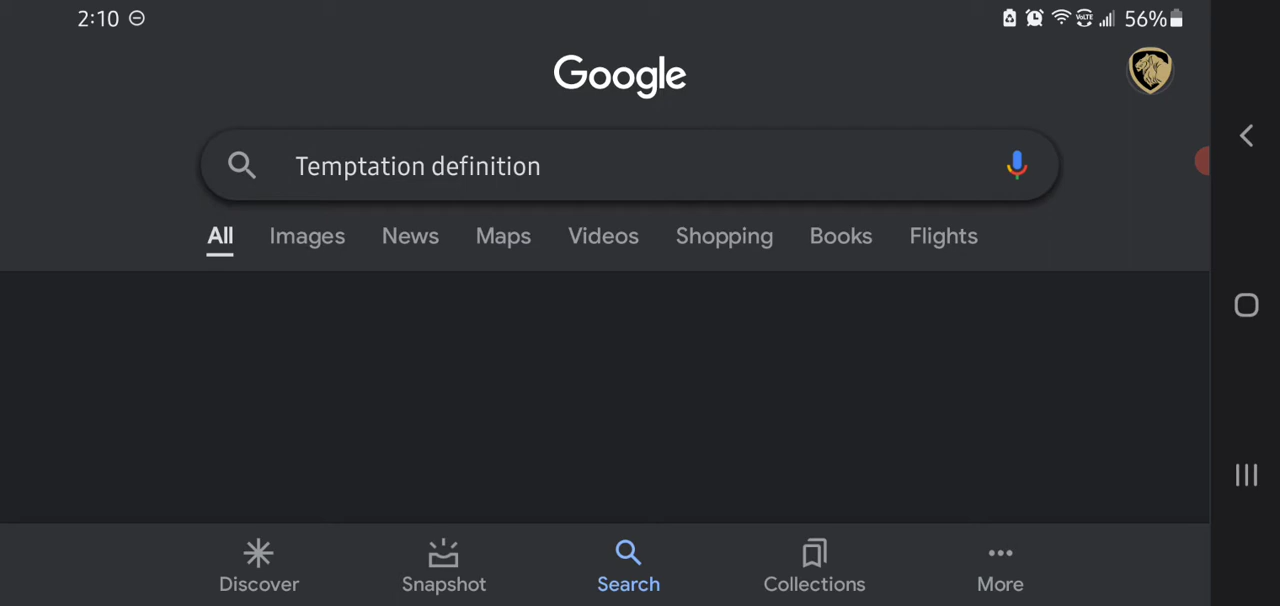 2:10
VoLTE 56%
Google
Temptation definition
All Images News Maps Videos Shopping Books Flights
Discover Snapshot Search Collections More